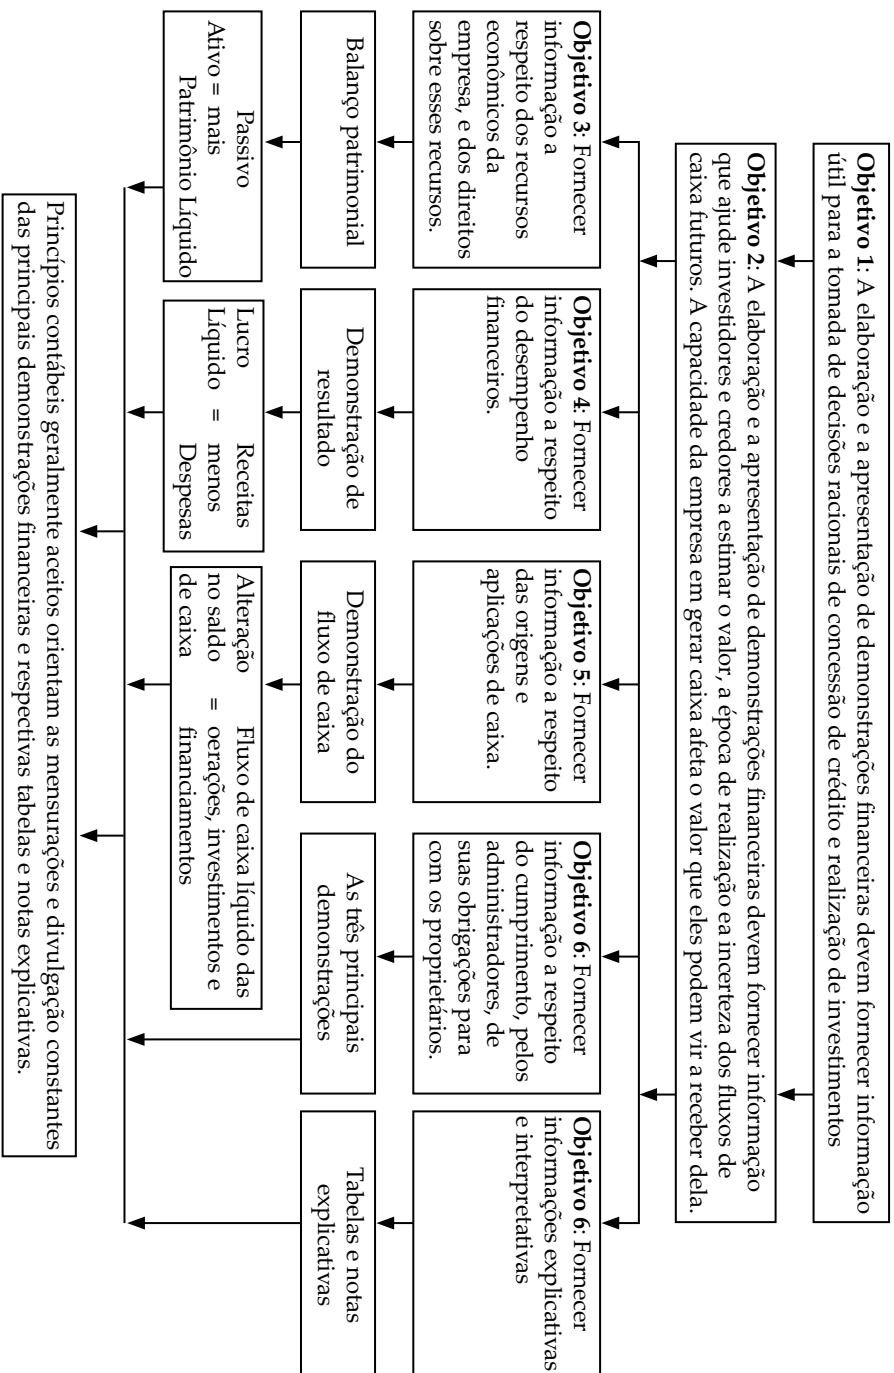 Objetivo 1: A elaboração e a apresentação de demonstrações financeiras devem fornecer informação
útil para a tomada de decisões racionais de concessão de crédito e realização de investimentos
Objetivo 2: A elaboração e a apresentação de demonstrações financeiras devem fornecer informação
que ajude investidores e credores a estimar o valor, a época de realização ea incerteza dos fluxos de
caixa futuros. A capacidade da empresa em gerar caixa afeta o valor que eles podem vir a receber dela.
Objetivo 3: Fornecer
informação a
respeito dos recursos
econômicos da
empresa, e dos direitos
sobre esses recursos.
Objetivo 4: Fornecer
informação a respeito
do desempenho
financeiros.
Objetivo 5: Fornecer
informação a respeito
das origens e
aplicações de caixa.
Objetivo 6: Fornecer
informação a respeito
do cumprimento, pelos
administradores, de
suas obrigações para
com os proprietários.
Objetivo 6: Fornecer
informações explicativas
e interpretativas
Balanço patrimonial
Demonstração de
resultado
Demonstração do
fluxo de caixa
As três principais
demonstrações
Tabelas e notas
explicativas
Passivo
Ativo = mais
Patrimônio Líquido
Lucro Receitas
Líquido = menos
Despesas
Alteração Fluxo de caixa líquido das
no saldo = oerações, investimentos e
de caixa financiamentos
Princípios contábeis geralmente aceitos orientam as mensurações e divulgação constantes
das principais demonstrações financeiras e respectivas tabelas e notas explicativas.